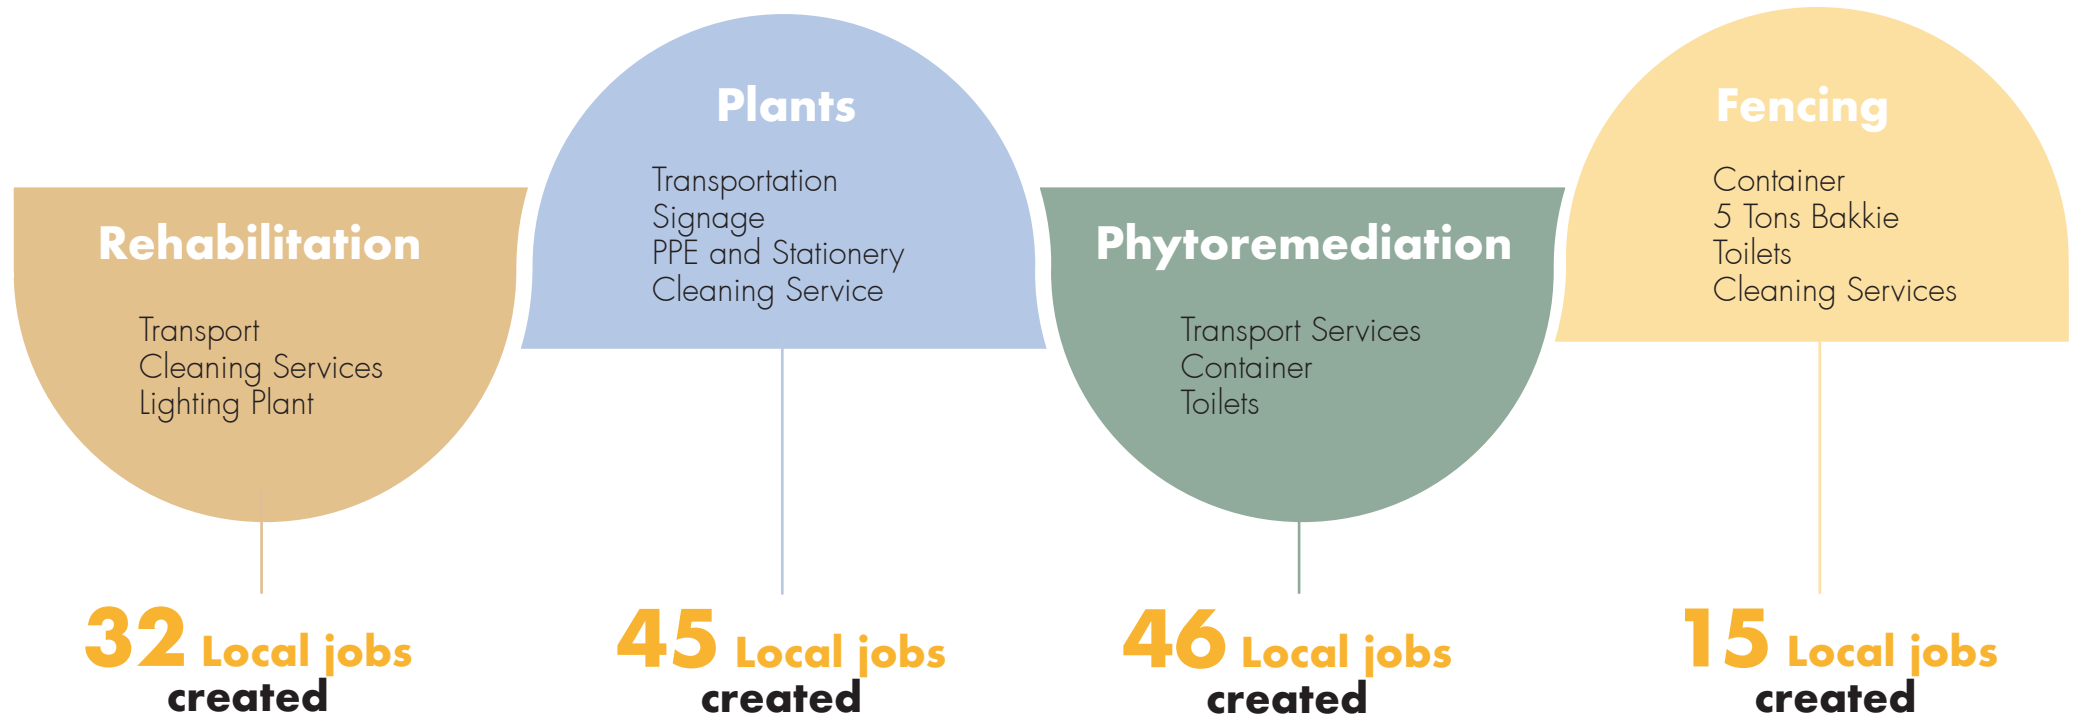 Rehabilitation
Transport
Cleaning Services
Lighting Plant
32 Local jobs
created
Plants
Transportation
Signage
PPE and Stationery
Cleaning Service
45 Local jobs
created
Phytoremediation
Transport Services
Container
Toilets
46 Local jobs
created
Fencing
Container
5 Tons Bakkie
Toilets
Cleaning Services
15 Local jobs
created